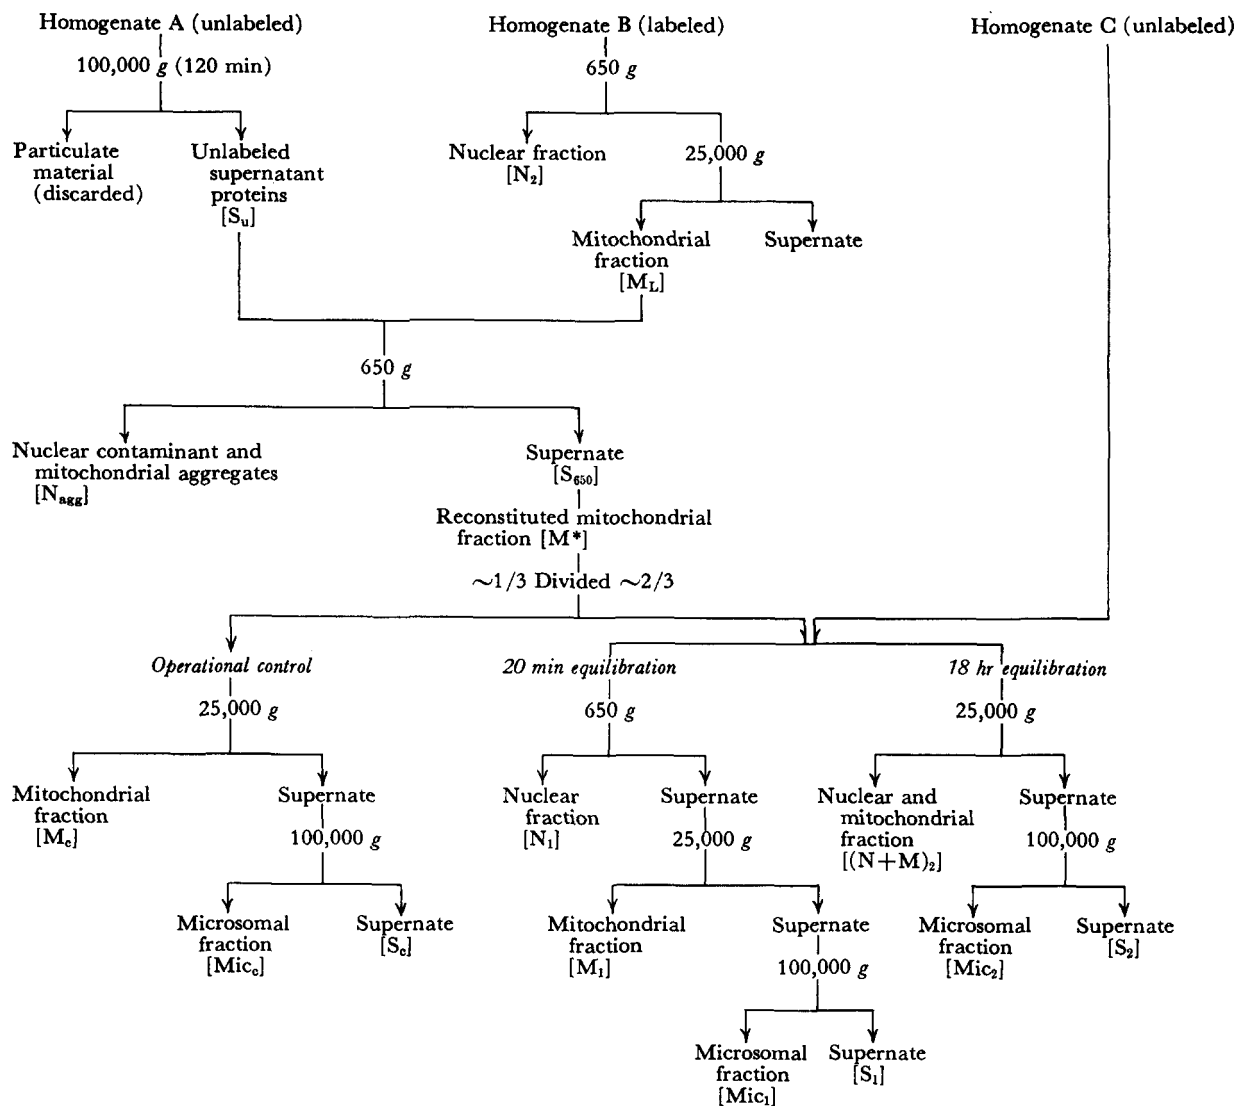 Homogenate A (unlabeled)
Homogenate B (labeled)
Homogenate C (unlabeled)
100,000 g (120 min)
650 g
Particulate
material
(discarded)
Unlabeled
supernatant
proteins
[Su]
Nuclear fraction
[N2]
25,000 g
Mitochondrial
fraction
[ML]
Supernate
650 g
Nuclear contaminant and
mitochondrial aggregates
[Nagg]
Supernate
[S650]
Reconstituted mitochondrial
fraction [M*]
~1/3 Divided ~2/3
Operational control
20 min equilibration
18 hr equilibration
25,000 g
650 g
25,000 g
Mitochondrial
fraction
[Mc]
Supernate
100,000 g
Nuclear
fraction
[N1]
Supernate
25,000 g
Nuclear and
mitochondrial
fraction
[(N+M)2]
Supernate
100,000 g
Microsomal
fraction
[Micc]
Supernate
[Sc]
Mitochondrial
fraction
[M1]
Supernate
100,000 g
Microsomal
fraction
[Mic2]
Supernate
[S2]
Microsomal
fraction
[Mic1]
Supernate
[S1]